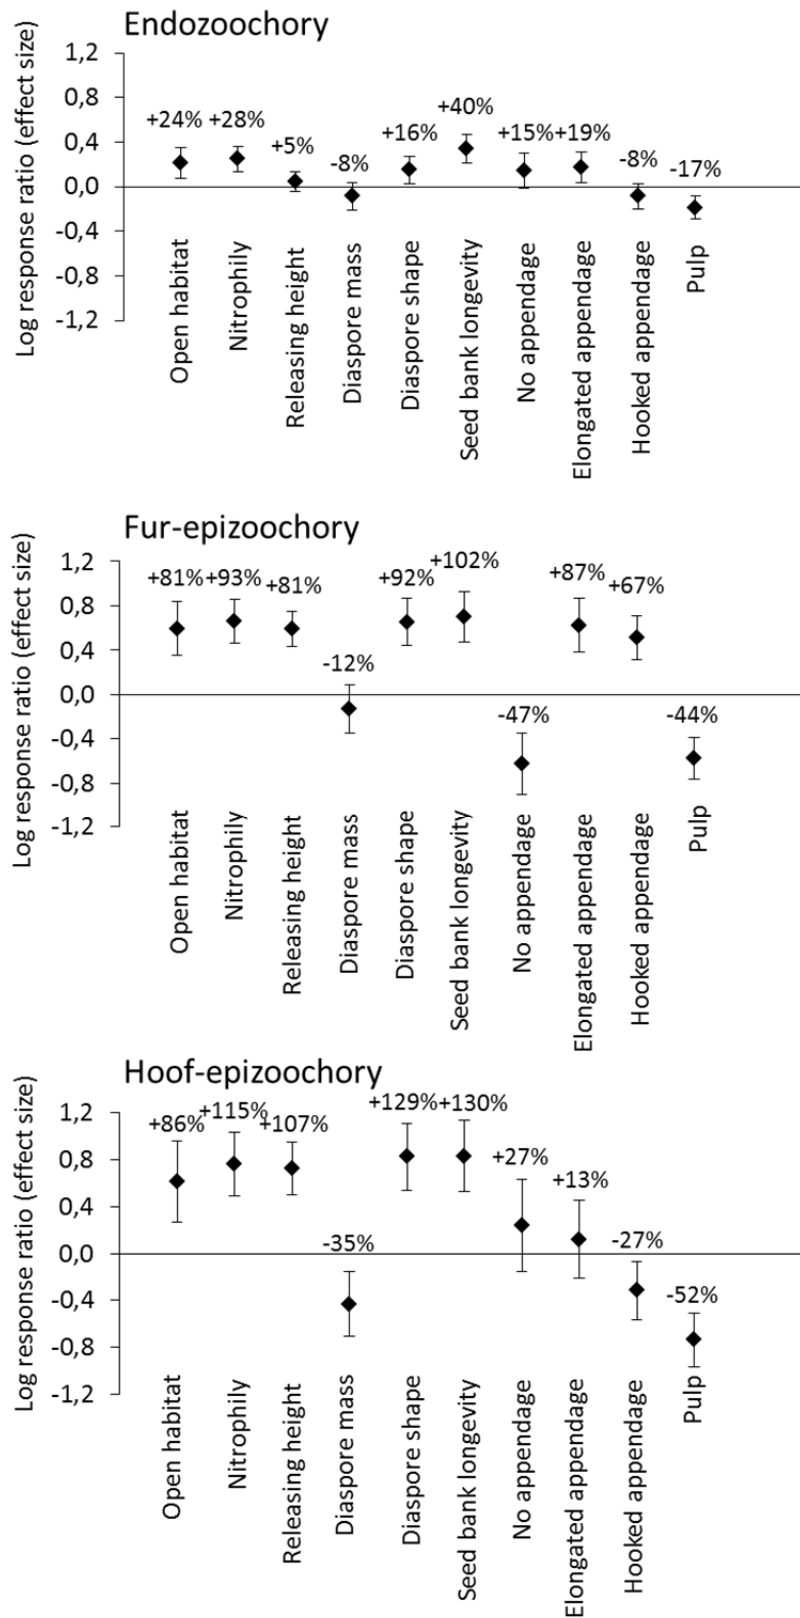 Endozoochory
Log response ratio (effect size)
1,2
0,8
0,4
0,0
-0,4
-0,8
-1,2
+24% +28% +5% -8% +16% +40% +15% +19% -8% -17%
Open habitat
Nitrophily
Releasing height
Diaspore mass
Diaspore shape
Seed bank longevity
No appendage
Elongated appendage
Hooked appendage
Pulp
Fur-epizoochory
Log response ratio (effect size)
1,2
0,8
0,4
0,0
-0,4
-0,8
-1,2
+81% +93% +81% -12% +92% +102% -47% +87% +67% -44%
Open habitat
Nitrophily
Releasing height
Diaspore mass
Diaspore shape
Seed bank longevity
No appendage
Elongated appendage
Hooked appendage
Pulp
Hoof-epizoochory
Log response ratio (effect size)
1,2
0,8
0,4
0,0
-0,4
-0,8
-1,2
+86% +115% +107% -35% +129% +130% +27% +13% -27% -52%
Open habitat
Nitrophily
Releasing height
Diaspore mass
Diaspore shape
Seed bank longevity
No appendage
Elongated appendage
Hooked appendage
Pulp